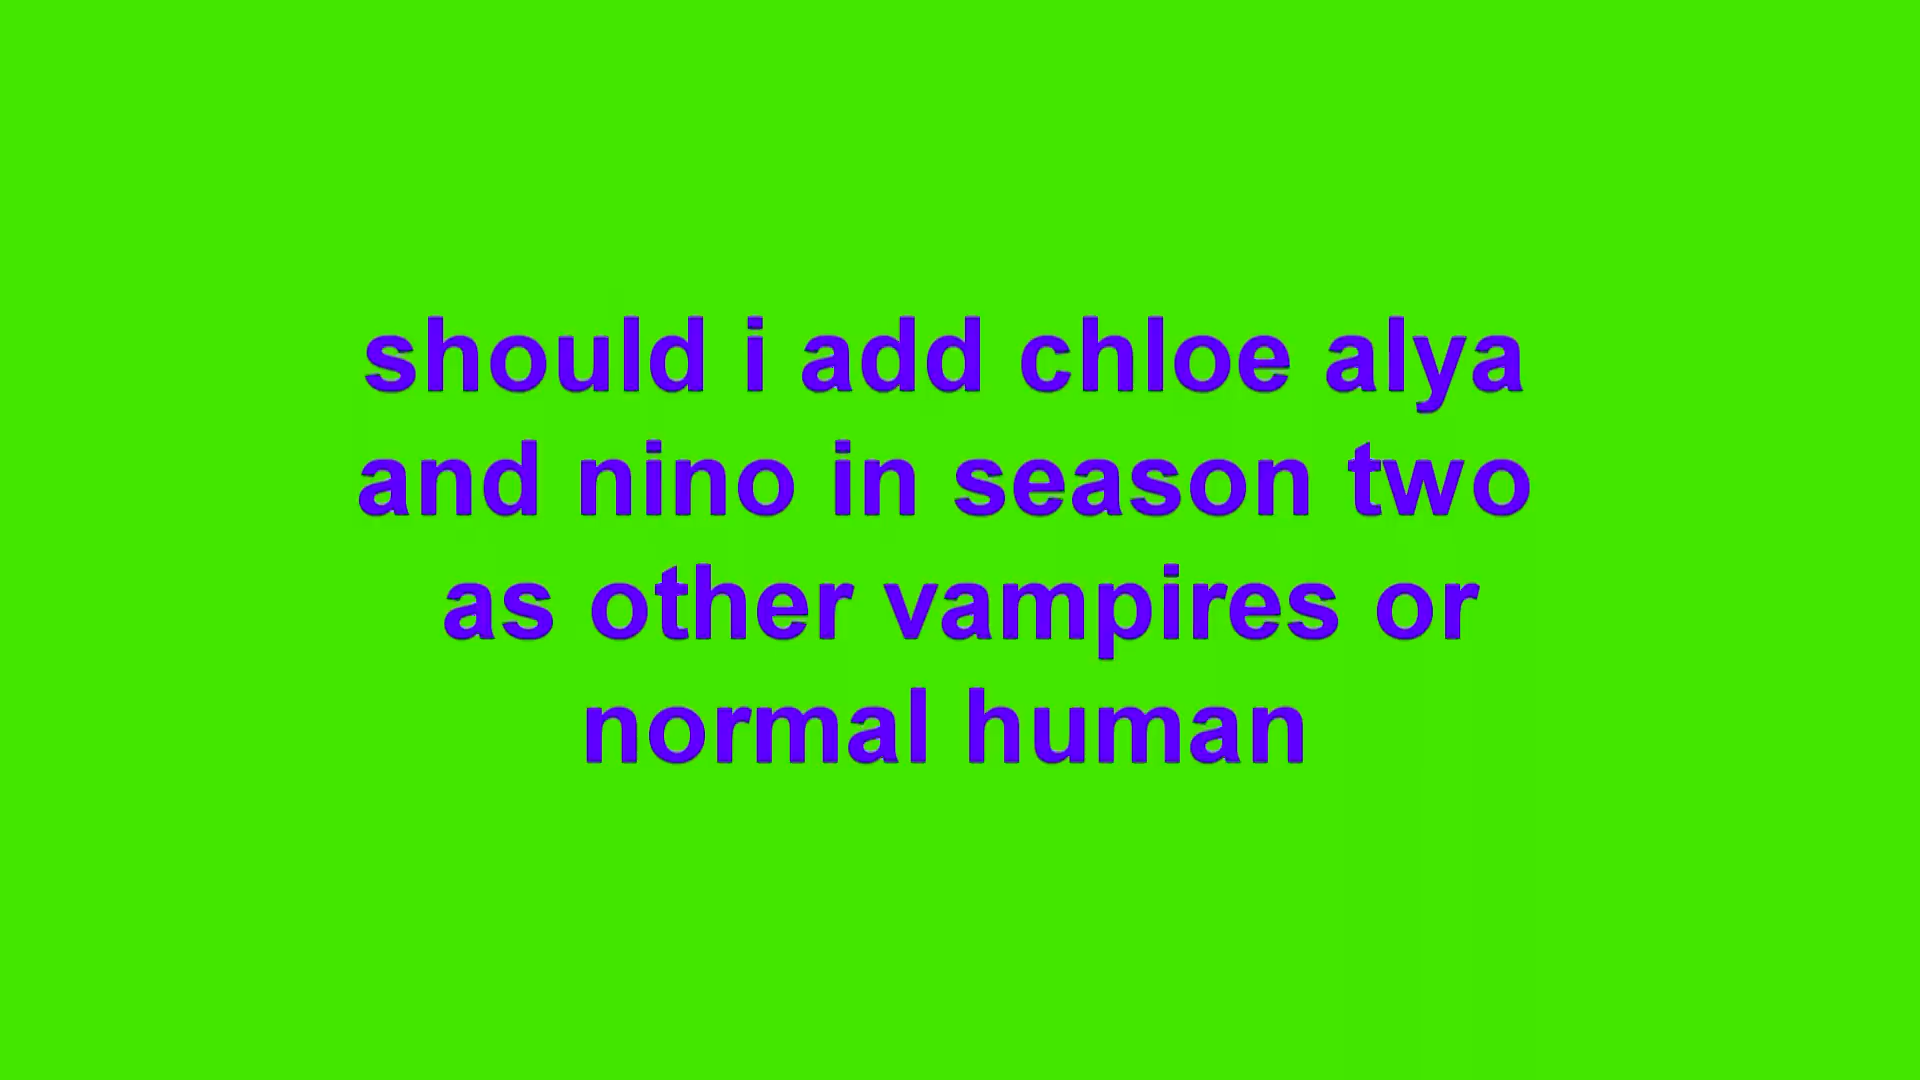 should i add chloe alya
and nino in season two
as other vampires or
normal human